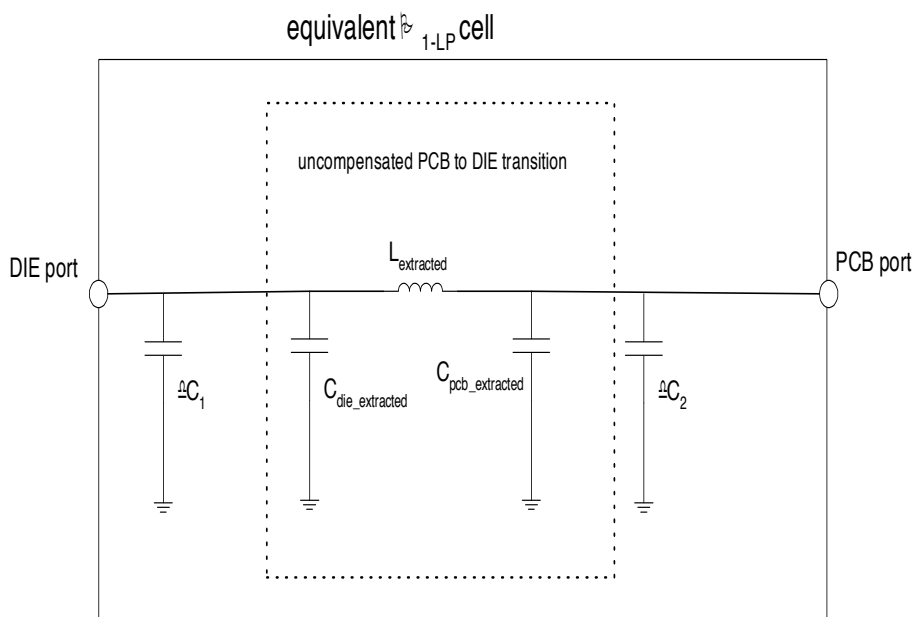 equivalent 1-LP cell
uncompensated PCB to DIE transition
L_extracted
DIE port
PCB port
C_die_extracted
C_pcb_extracted
C_1
C_2